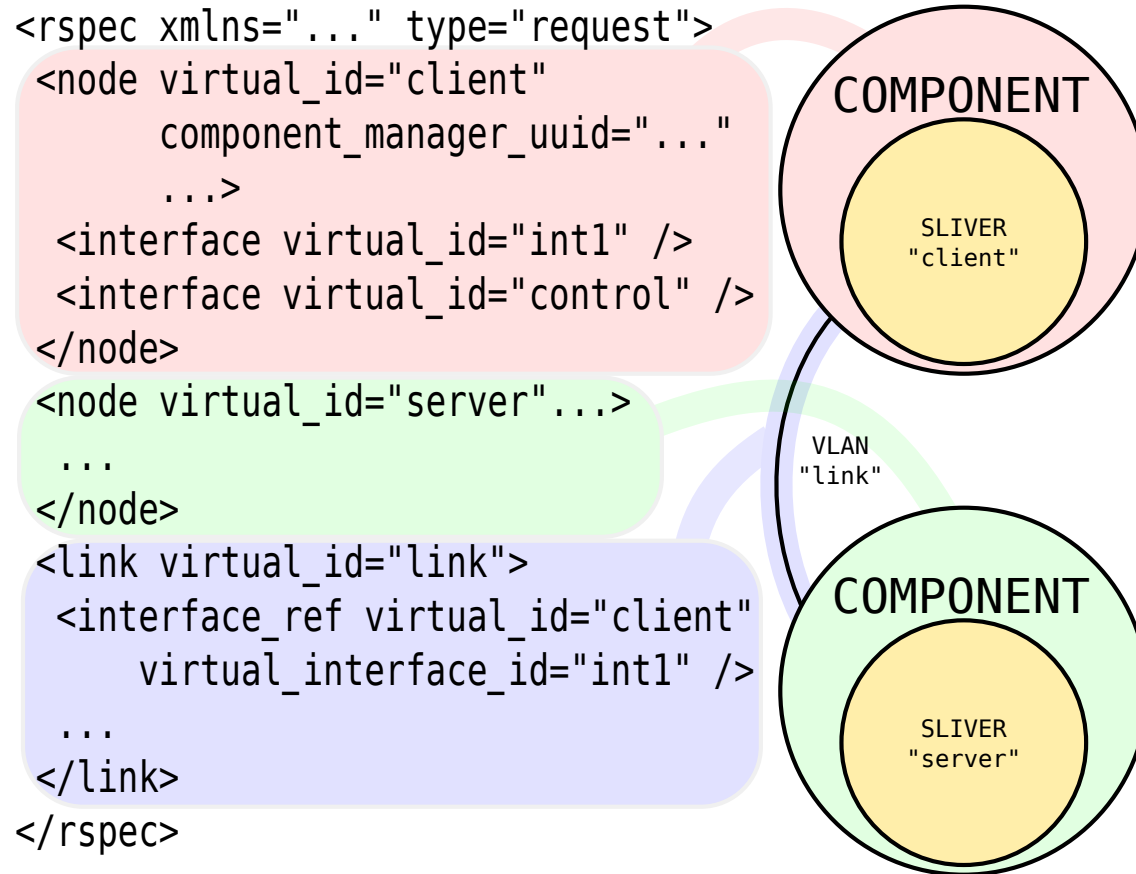 <rspec xmlns="..." type="request">
<node virtual_id="client"
component_manager_uuid="..."
...>
<interface virtual_id="int1" />
<interface virtual_id="control" />
</node>
<node virtual_id="server"...>
...
</node>
<link virtual_id="link">
<interface_ref virtual_id="client"
virtual_interface_id="int1" />
...
</link>
</rspec>
COMPONENT
SLIVER
"client"
VLAN
"link"
COMPONENT
SLIVER
"server"